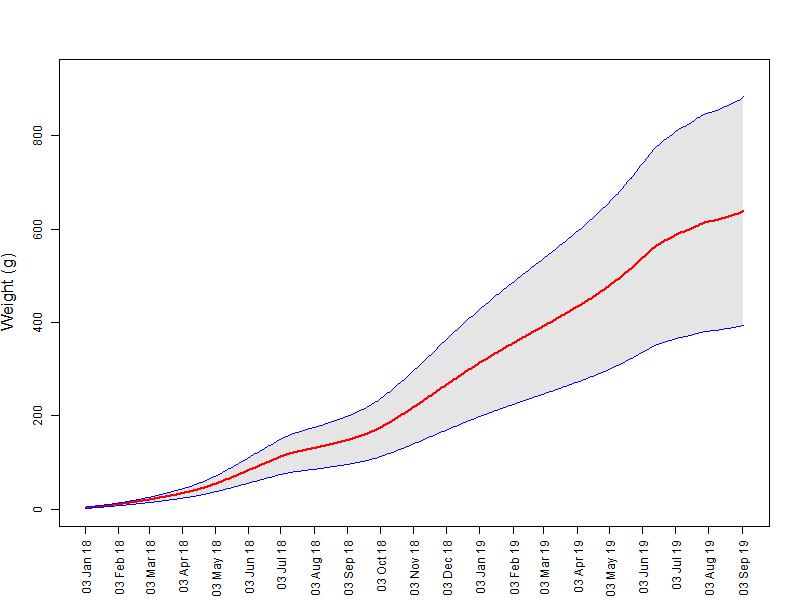 Weight (g)
800
600
400
200
0
03 Jan 18
03 Feb 18
03 Mar 18
03 Apr 18
03 May 18
03 Jun 18
03 Jul 18
03 Aug 18
03 Sep 18
03 Oct 18
03 Nov 18
03 Dec 18
03 Jan 19
03 Feb 19
03 Mar 19
03 Apr 19
03 May 19
03 Jun 19
03 Jul 19
03 Aug 19
03 Sep 19